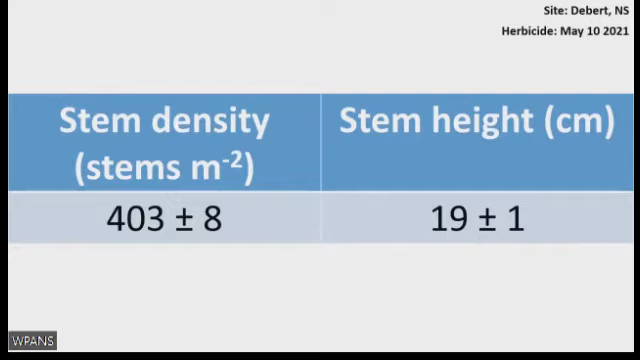 Site: Debert, NS
Herbicide: May 10 2021
Stem density
(stems m⁻²)
Stem height (cm)
403 ± 8
19 ± 1
WPANS